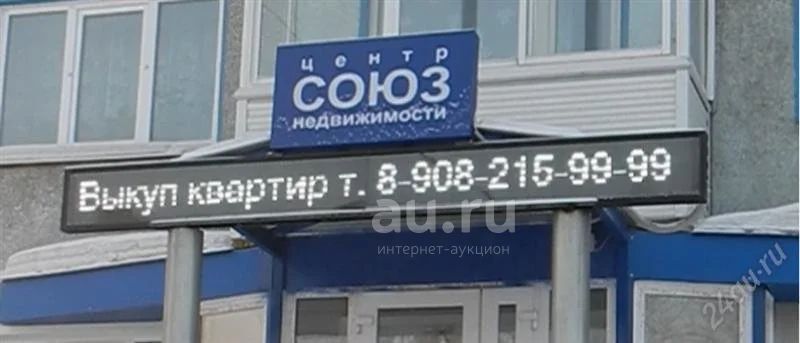 центр
СОЮЗ
недвижимости
Выкуп квартир т. 8-908-215-99-99
au.ru
интернет-аукцион
24au.ru